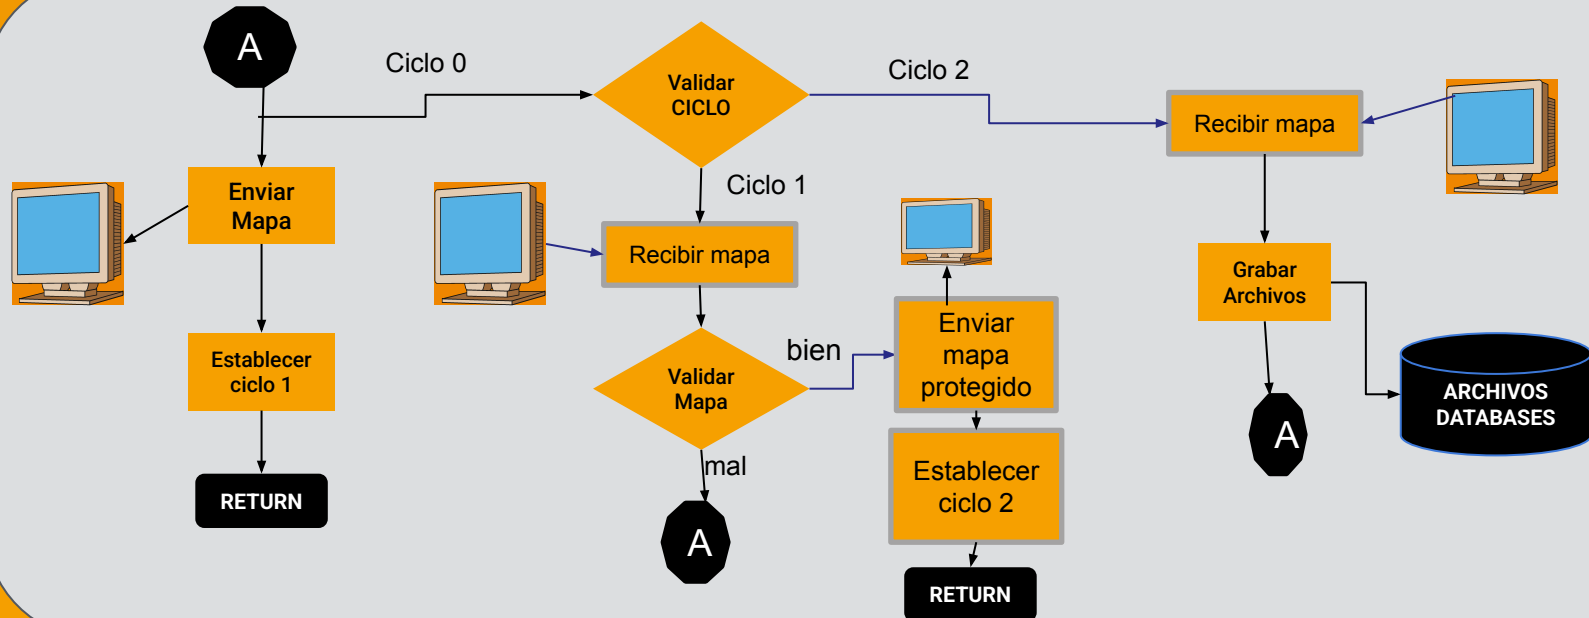 A
Ciclo 0
Validar
CICLO
Ciclo 2
Recibir mapa
Enviar
Mapa
Ciclo 1
Recibir mapa
Grabar
Archivos
Enviar
mapa
protegido
bien
Establecer
ciclo 1
Validar
Mapa
ARCHIVOS
DATABASES
A
mal
Establecer
ciclo 2
RETURN
A
RETURN